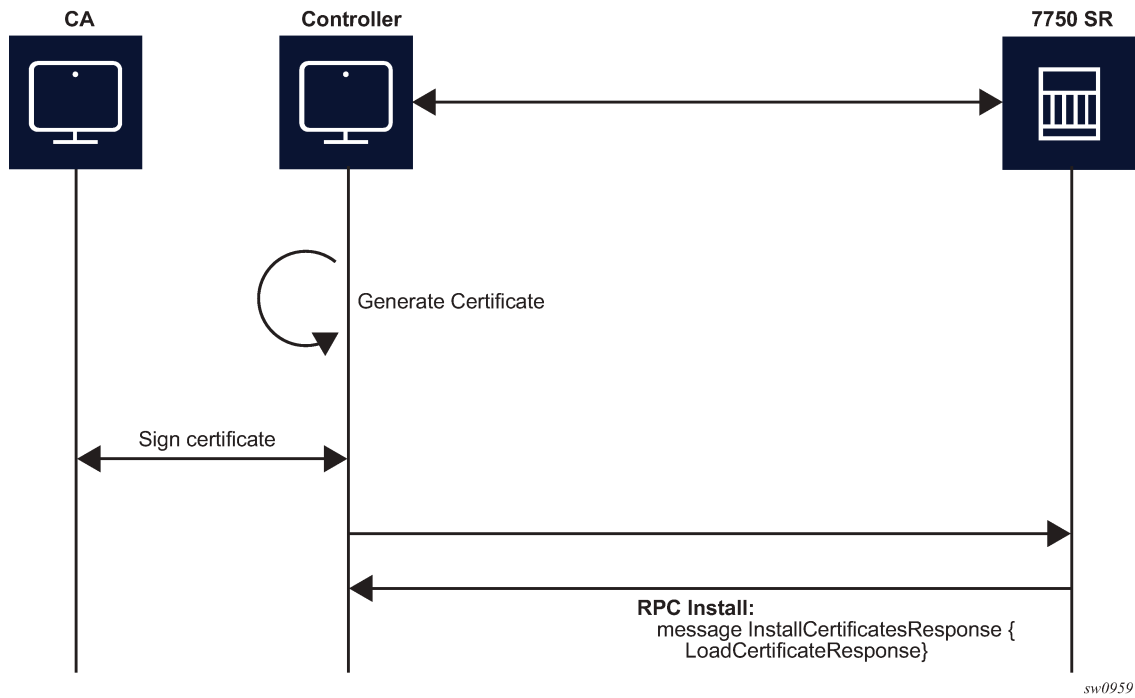 CA
Controller
7750 SR
Generate Certificate
Sign certificate
RPC Install:
message InstallCertificatesResponse {
LoadCertificateResponse}
sw0959